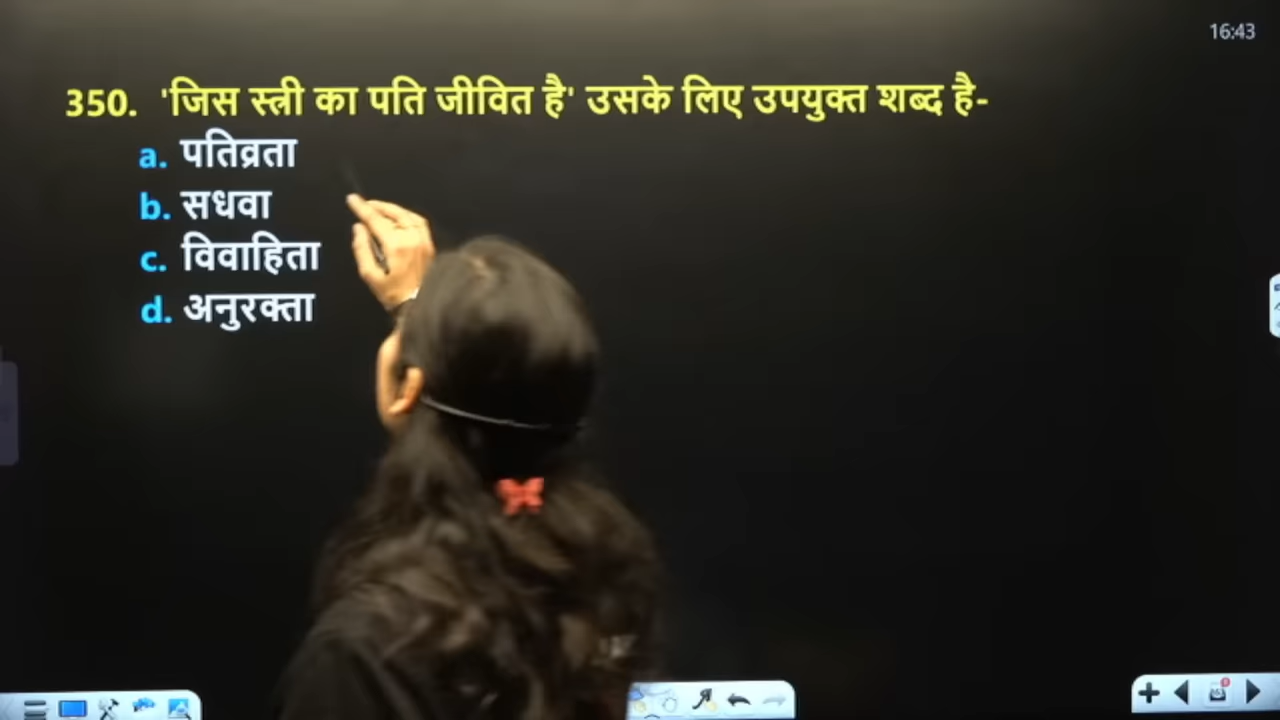 16:43
350. 'जिस स्त्री का पति जीवित है' उसके लिए उपयुक्त शब्द है-
a. पतिव्रता
b. सधवा
c. विवाहिता
d. अनुरक्ता